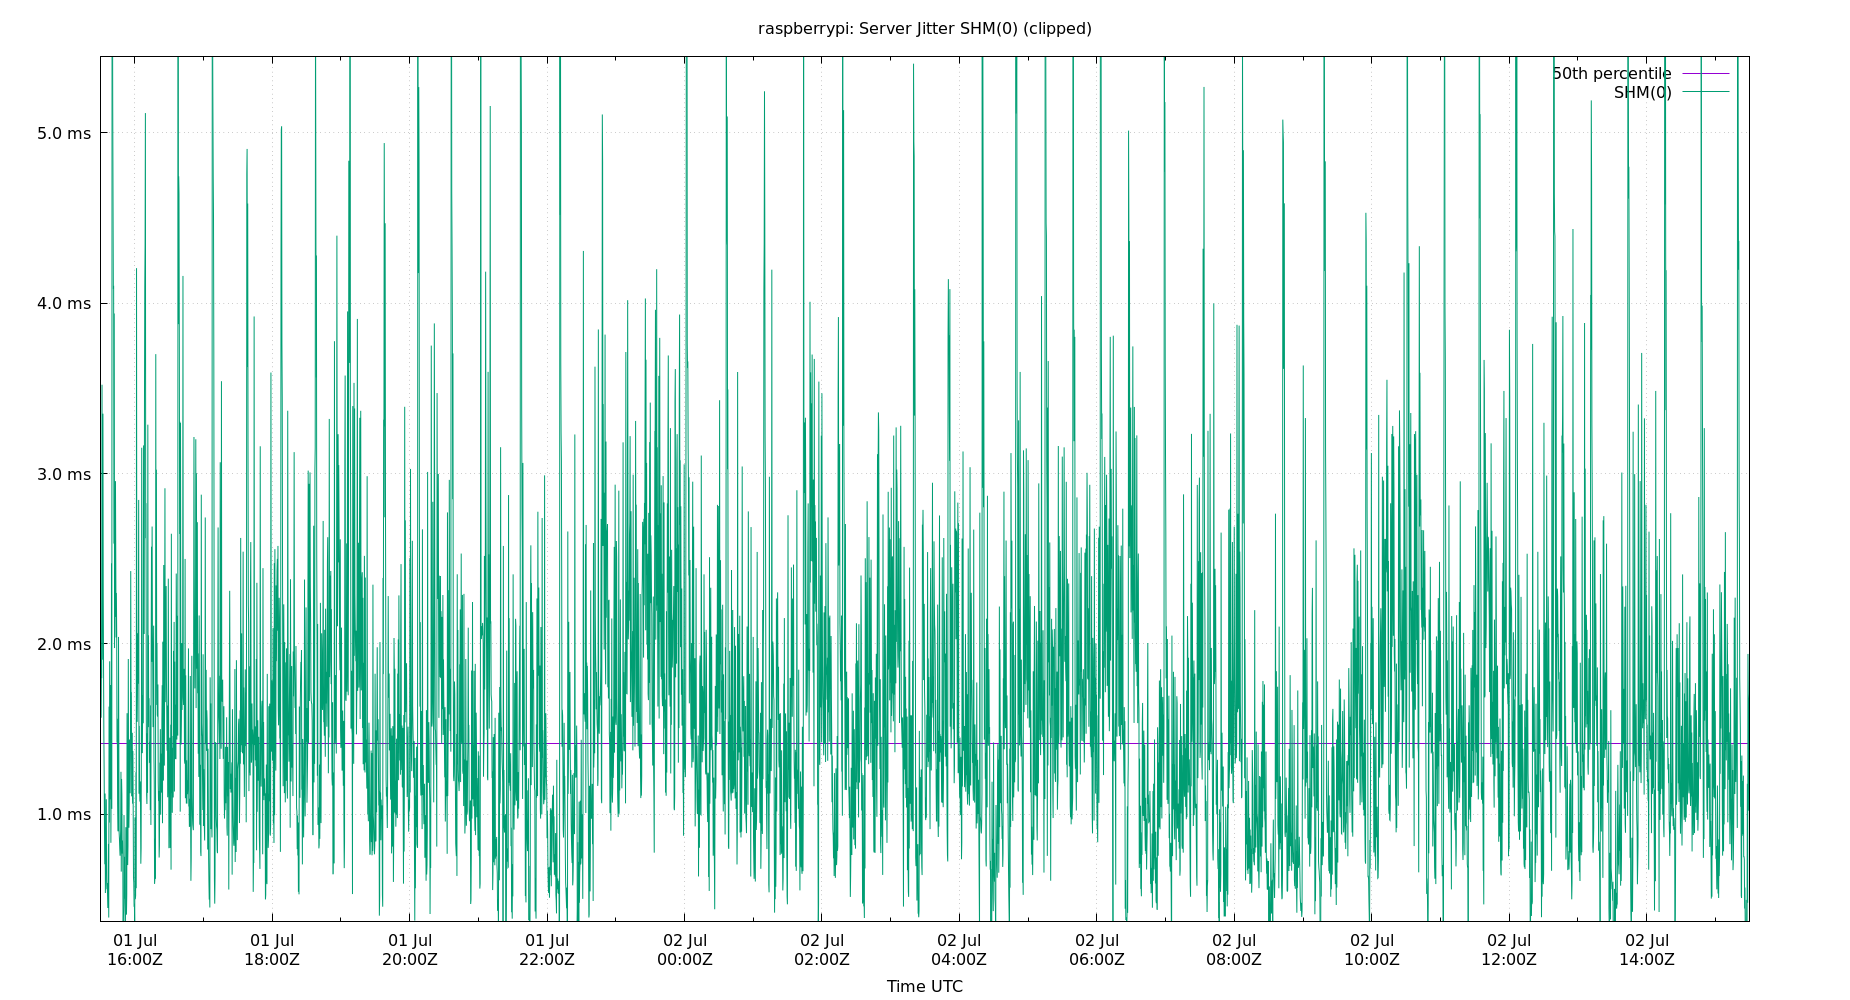 raspberrypi: Server Jitter SHM(0) (clipped)
50th percentile
SHM(0)
5.0 ms
4.0 ms
3.0 ms
2.0 ms
1.0 ms
01 Jul 01 Jul 01 Jul 01 Jul 02 Jul 02 Jul 02 Jul 02 Jul 02 Jul 02 Jul 02 Jul 02 Jul
16:00Z 18:00Z 20:00Z 22:00Z 00:00Z 02:00Z 04:00Z 06:00Z 08:00Z 10:00Z 12:00Z 14:00Z
Time UTC